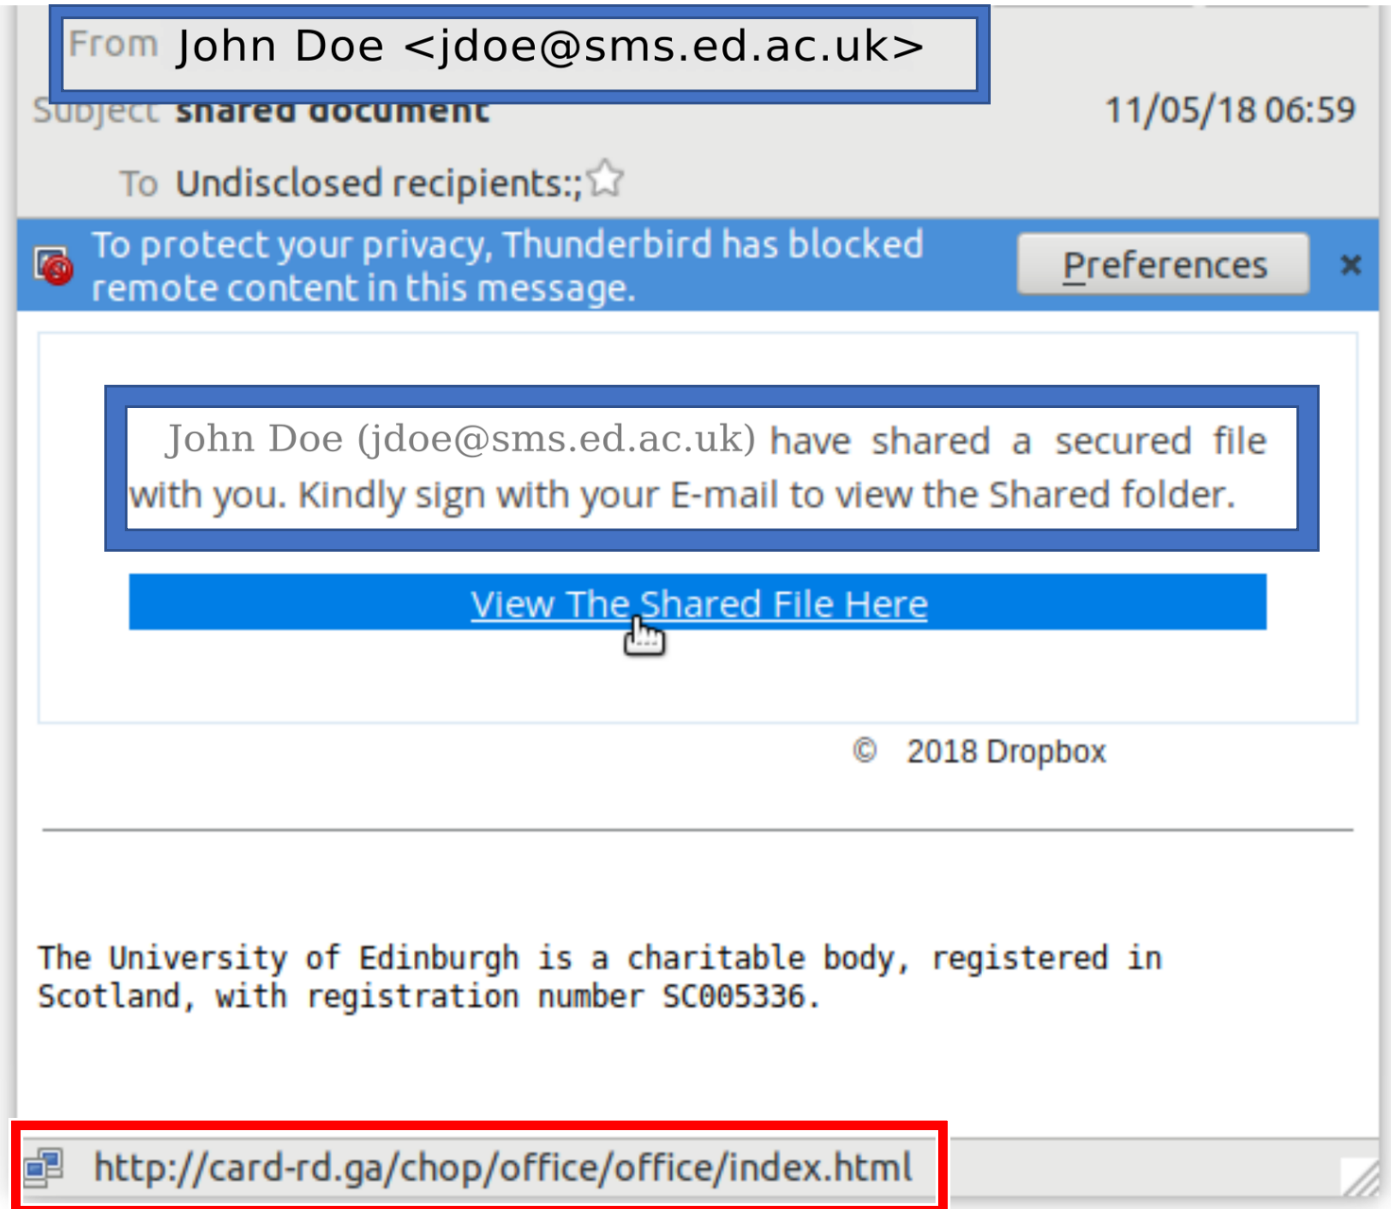 From John Doe <jdoe@sms.ed.ac.uk>
Subject shared document 11/05/18 06:59
To Undisclosed recipients:;
To protect your privacy, Thunderbird has blocked
remote content in this message.
Preferences
John Doe (jdoe@sms.ed.ac.uk) have shared a secured file
with you. Kindly sign with your E-mail to view the Shared folder.
View The Shared File Here
© 2018 Dropbox
The University of Edinburgh is a charitable body, registered in
Scotland, with registration number SC005336.
http://card-rd.ga/chop/office/office/index.html